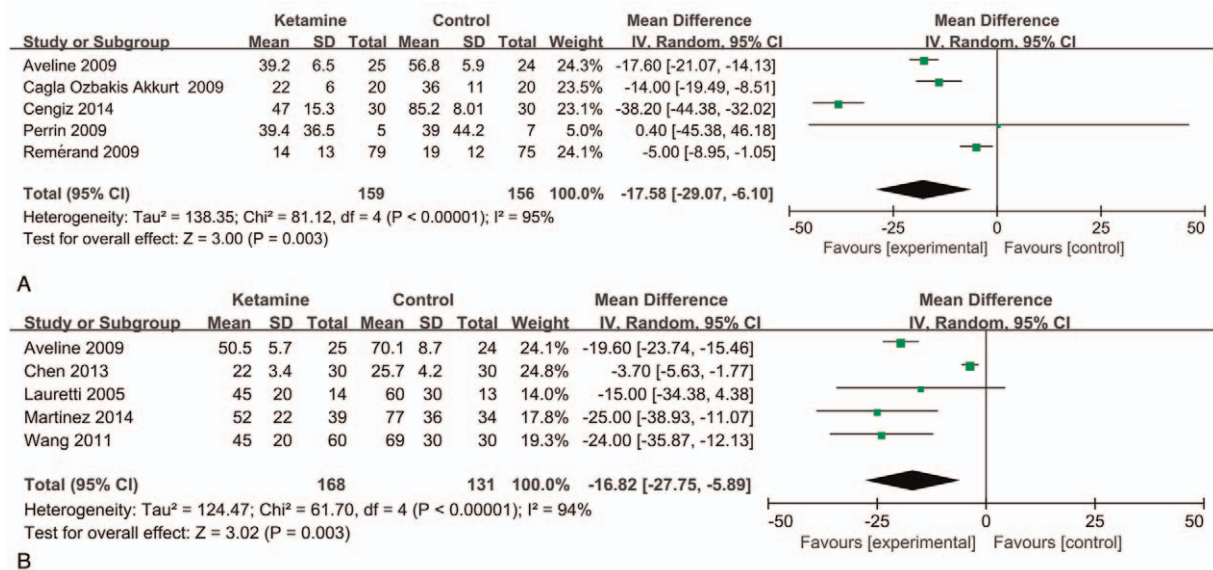 Ketamine Control Mean Difference Mean Difference
Study or Subgroup Mean SD Total Mean SD Total Weight IV, Random, 95% CI IV, Random, 95% CI
Aveline 2009 39.2 6.5 25 56.8 5.9 24 24.3% -17.60 [-21.07, -14.13]
Cagla Ozbakis Akkurt 2009 22 6 20 36 11 20 23.5% -14.00 [-19.49, -8.51]
Cengiz 2014 47 15.3 30 85.2 8.01 30 23.1% -38.20 [-44.38, -32.02]
Perrin 2009 39.4 36.5 5 39 44.2 7 5.0% 0.40 [-45.38, 46.18]
Remérand 2009 14 13 79 19 12 75 24.1% -5.00 [-8.95, -1.05]
Total (95% CI) 159 156 100.0% -17.58 [-29.07, -6.10]
Heterogeneity: Tau² = 138.35; Chi² = 81.12, df = 4 (P < 0.00001); I² = 95%
Test for overall effect: Z = 3.00 (P = 0.003)
-50 -25 0 25 50
Favours [experimental] Favours [control]
A
Ketamine Control Mean Difference Mean Difference
Study or Subgroup Mean SD Total Mean SD Total Weight IV, Random, 95% CI IV, Random, 95% CI
Aveline 2009 50.5 5.7 25 70.1 8.7 24 24.1% -19.60 [-23.74, -15.46]
Chen 2013 22 3.4 30 25.7 4.2 30 24.8% -3.70 [-5.63, -1.77]
Lauretti 2005 45 20 14 60 30 13 14.0% -15.00 [-34.38, 4.38]
Martinez 2014 52 22 39 77 36 34 17.8% -25.00 [-38.93, -11.07]
Wang 2011 45 20 60 69 30 30 19.3% -24.00 [-35.87, -12.13]
Total (95% CI) 168 131 100.0% -16.82 [-27.75, -5.89]
Heterogeneity: Tau² = 124.47; Chi² = 61.70, df = 4 (P < 0.00001); I² = 94%
Test for overall effect: Z = 3.02 (P = 0.003)
-50 -25 0 25 50
Favours [experimental] Favours [control]
B